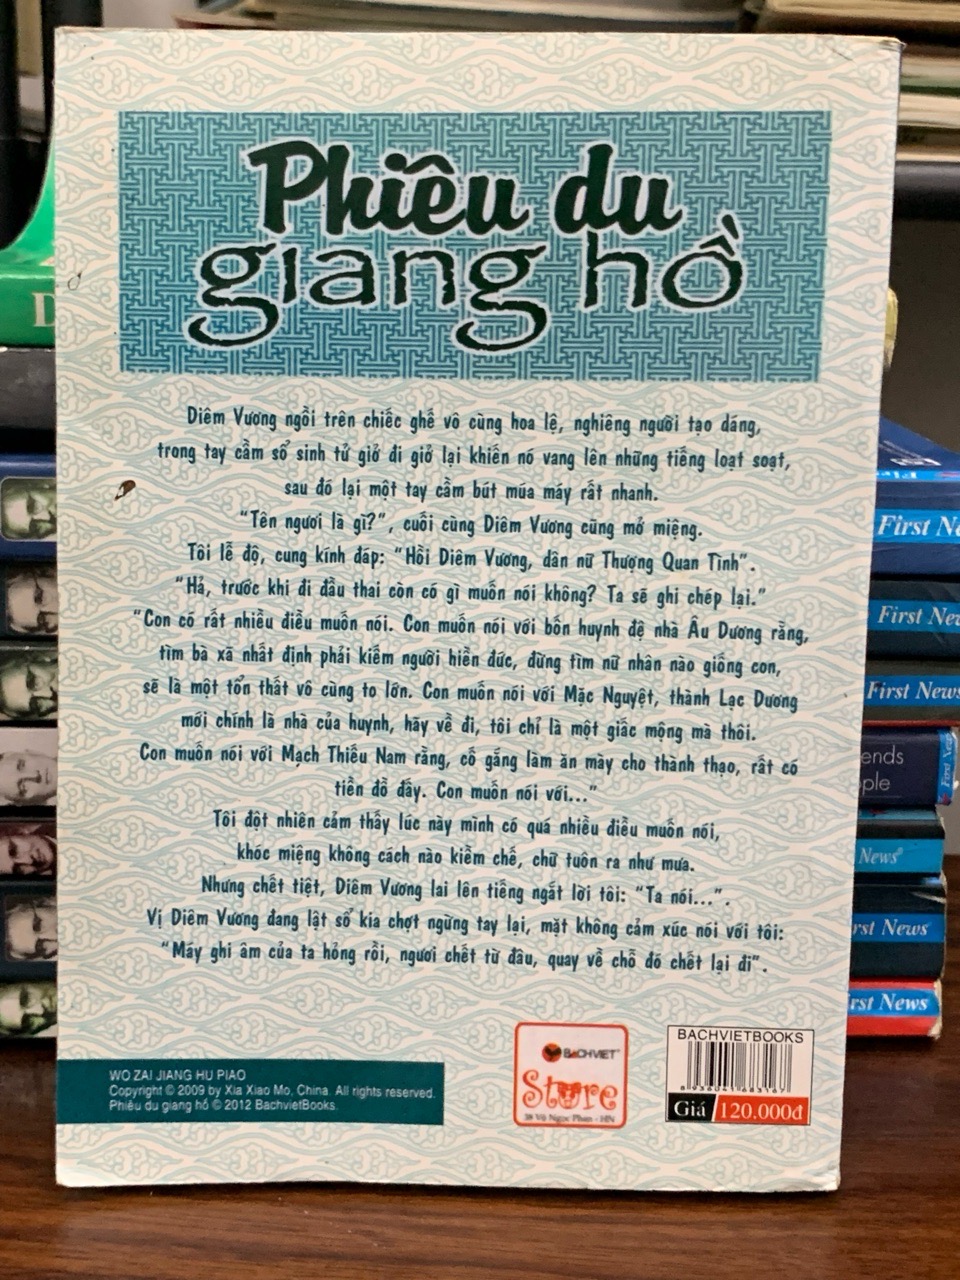 Phiêu du
giang hồ
Diêm Vương ngồi trên chiếc ghế vô cùng hoa lệ, nghiêng người tạo dáng,
trong tay cầm sổ sinh tử giở đi giở lại khiến nó vang lên những tiếng loạt soạt,
sau đó lại một tay cầm bút múa máy rất nhanh.
“Tên ngươi là gì?”, cuối cùng Diêm Vương cũng mở miệng.
Tôi lễ độ, cung kính đáp: “Hồi Diêm Vương, dân nữ Thượng Quan Tình”.
“Hả, trước khi đi đầu thai còn có gì muốn nói không? Ta sẽ ghi chép lại.”
“Con có rất nhiều điều muốn nói. Con muốn nói với bốn huynh đệ nhà Âu Dương rằng,
tìm bà xã nhất định phải kiếm người hiền đức, đừng tìm nữ nhân nào giống con,
sẽ là một tổn thất vô cùng to lớn. Con muốn nói với Mặc Nguyệt, thành Lạc Dương
mới chính là nhà của huynh, hãy về đi, tôi chỉ là một giấc mộng mà thôi.
Con muốn nói với Mạch Thiếu Nam rằng, cố gắng làm ăn mày cho thành thạo, rất có
tiền đồ đấy. Con muốn nói với...”
Tôi đột nhiên cảm thấy lúc này mình có quá nhiều điều muốn nói,
khóc miệng không cách nào kiềm chế, chữ tuôn ra như mưa.
Nhưng chết tiệt, Diêm Vương lai lên tiếng ngắt lời tôi: “Ta nói...”.
Vị Diêm Vương đang lật sổ kia chợt ngừng tay lại, mặt không cảm xúc nói với tôi:
“Máy ghi âm của ta hỏng rồi, ngươi chết từ đâu, quay về chỗ đó chết lại đi”.
WO ZAI JIANG HU PIAO
Copyright © 2009 by Xia Xiao Mo, China. All rights reserved.
Phiêu du giang hồ © 2012 BachvietBooks.
BACHVIET
Store
38 Vũ Ngọc Phan - HN
BACHVIETBOOKS
8 936041 683167
Giá 120.000đ
D
First Ne
First New
First News
ends
ple
First News
News
rst News
irst News